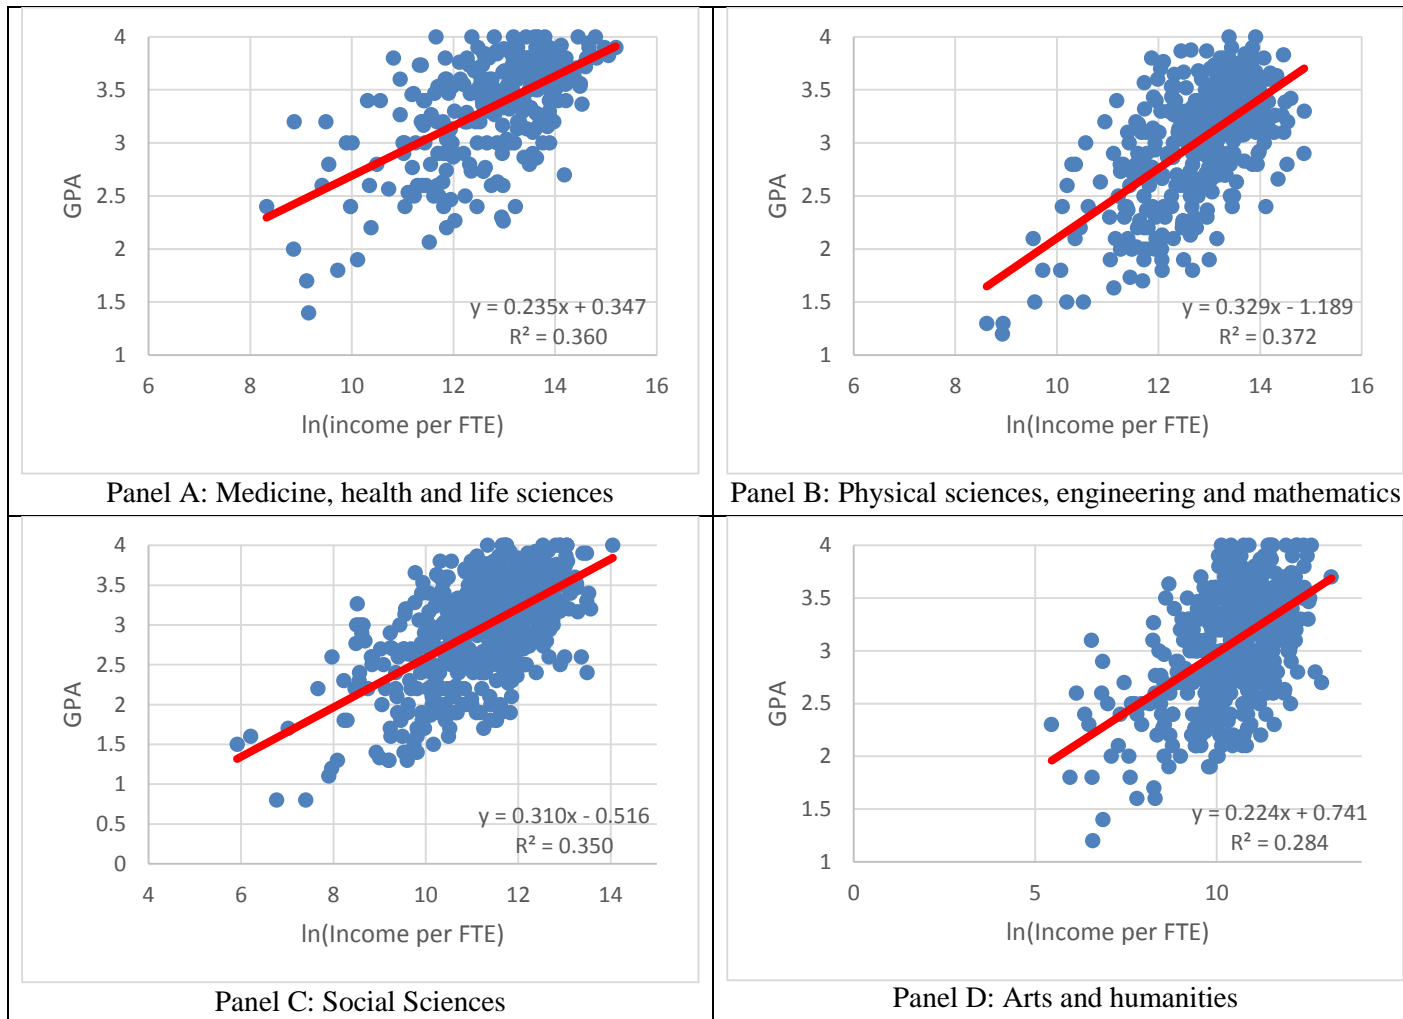 4
3.5
3
2.5
2
1.5
1
GPA
y = 0.235x + 0.347
R² = 0.360
6 8 10 12 14 16
ln(income per FTE)
Panel A: Medicine, health and life sciences
4
3.5
3
2.5
2
1.5
1
GPA
y = 0.329x - 1.189
R² = 0.372
6 8 10 12 14 16
ln(Income per FTE)
Panel B: Physical sciences, engineering and mathematics
4
3.5
3
2.5
2
1.5
1
0.5
0
GPA
y = 0.310x - 0.516
R² = 0.350
4 6 8 10 12 14
ln(Income per FTE)
Panel C: Social Sciences
4
3.5
3
2.5
2
1.5
1
GPA
y = 0.224x + 0.741
R² = 0.284
0 5 10
ln(Income per FTE)
Panel D: Arts and humanities